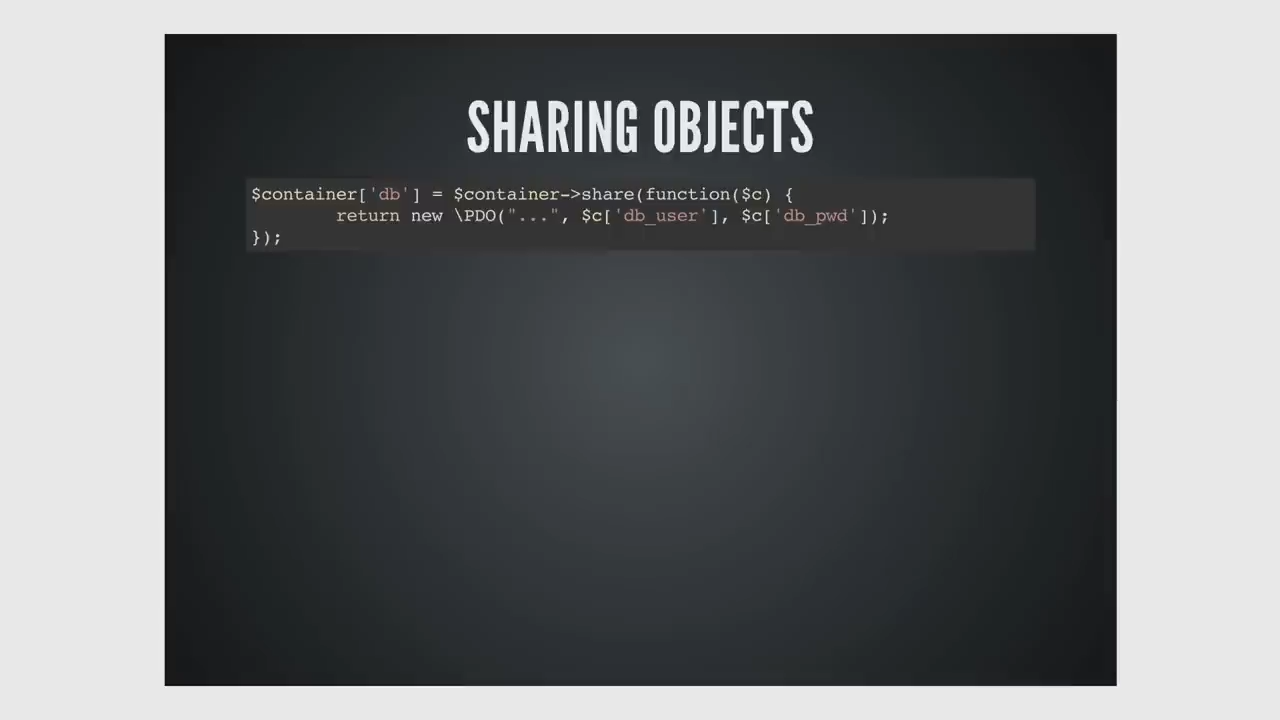 SHARING OBJECTS
$container['db'] = $container->share(function($c) {
        return new \PDO("...", $c['db_user'], $c['db_pwd']);
});